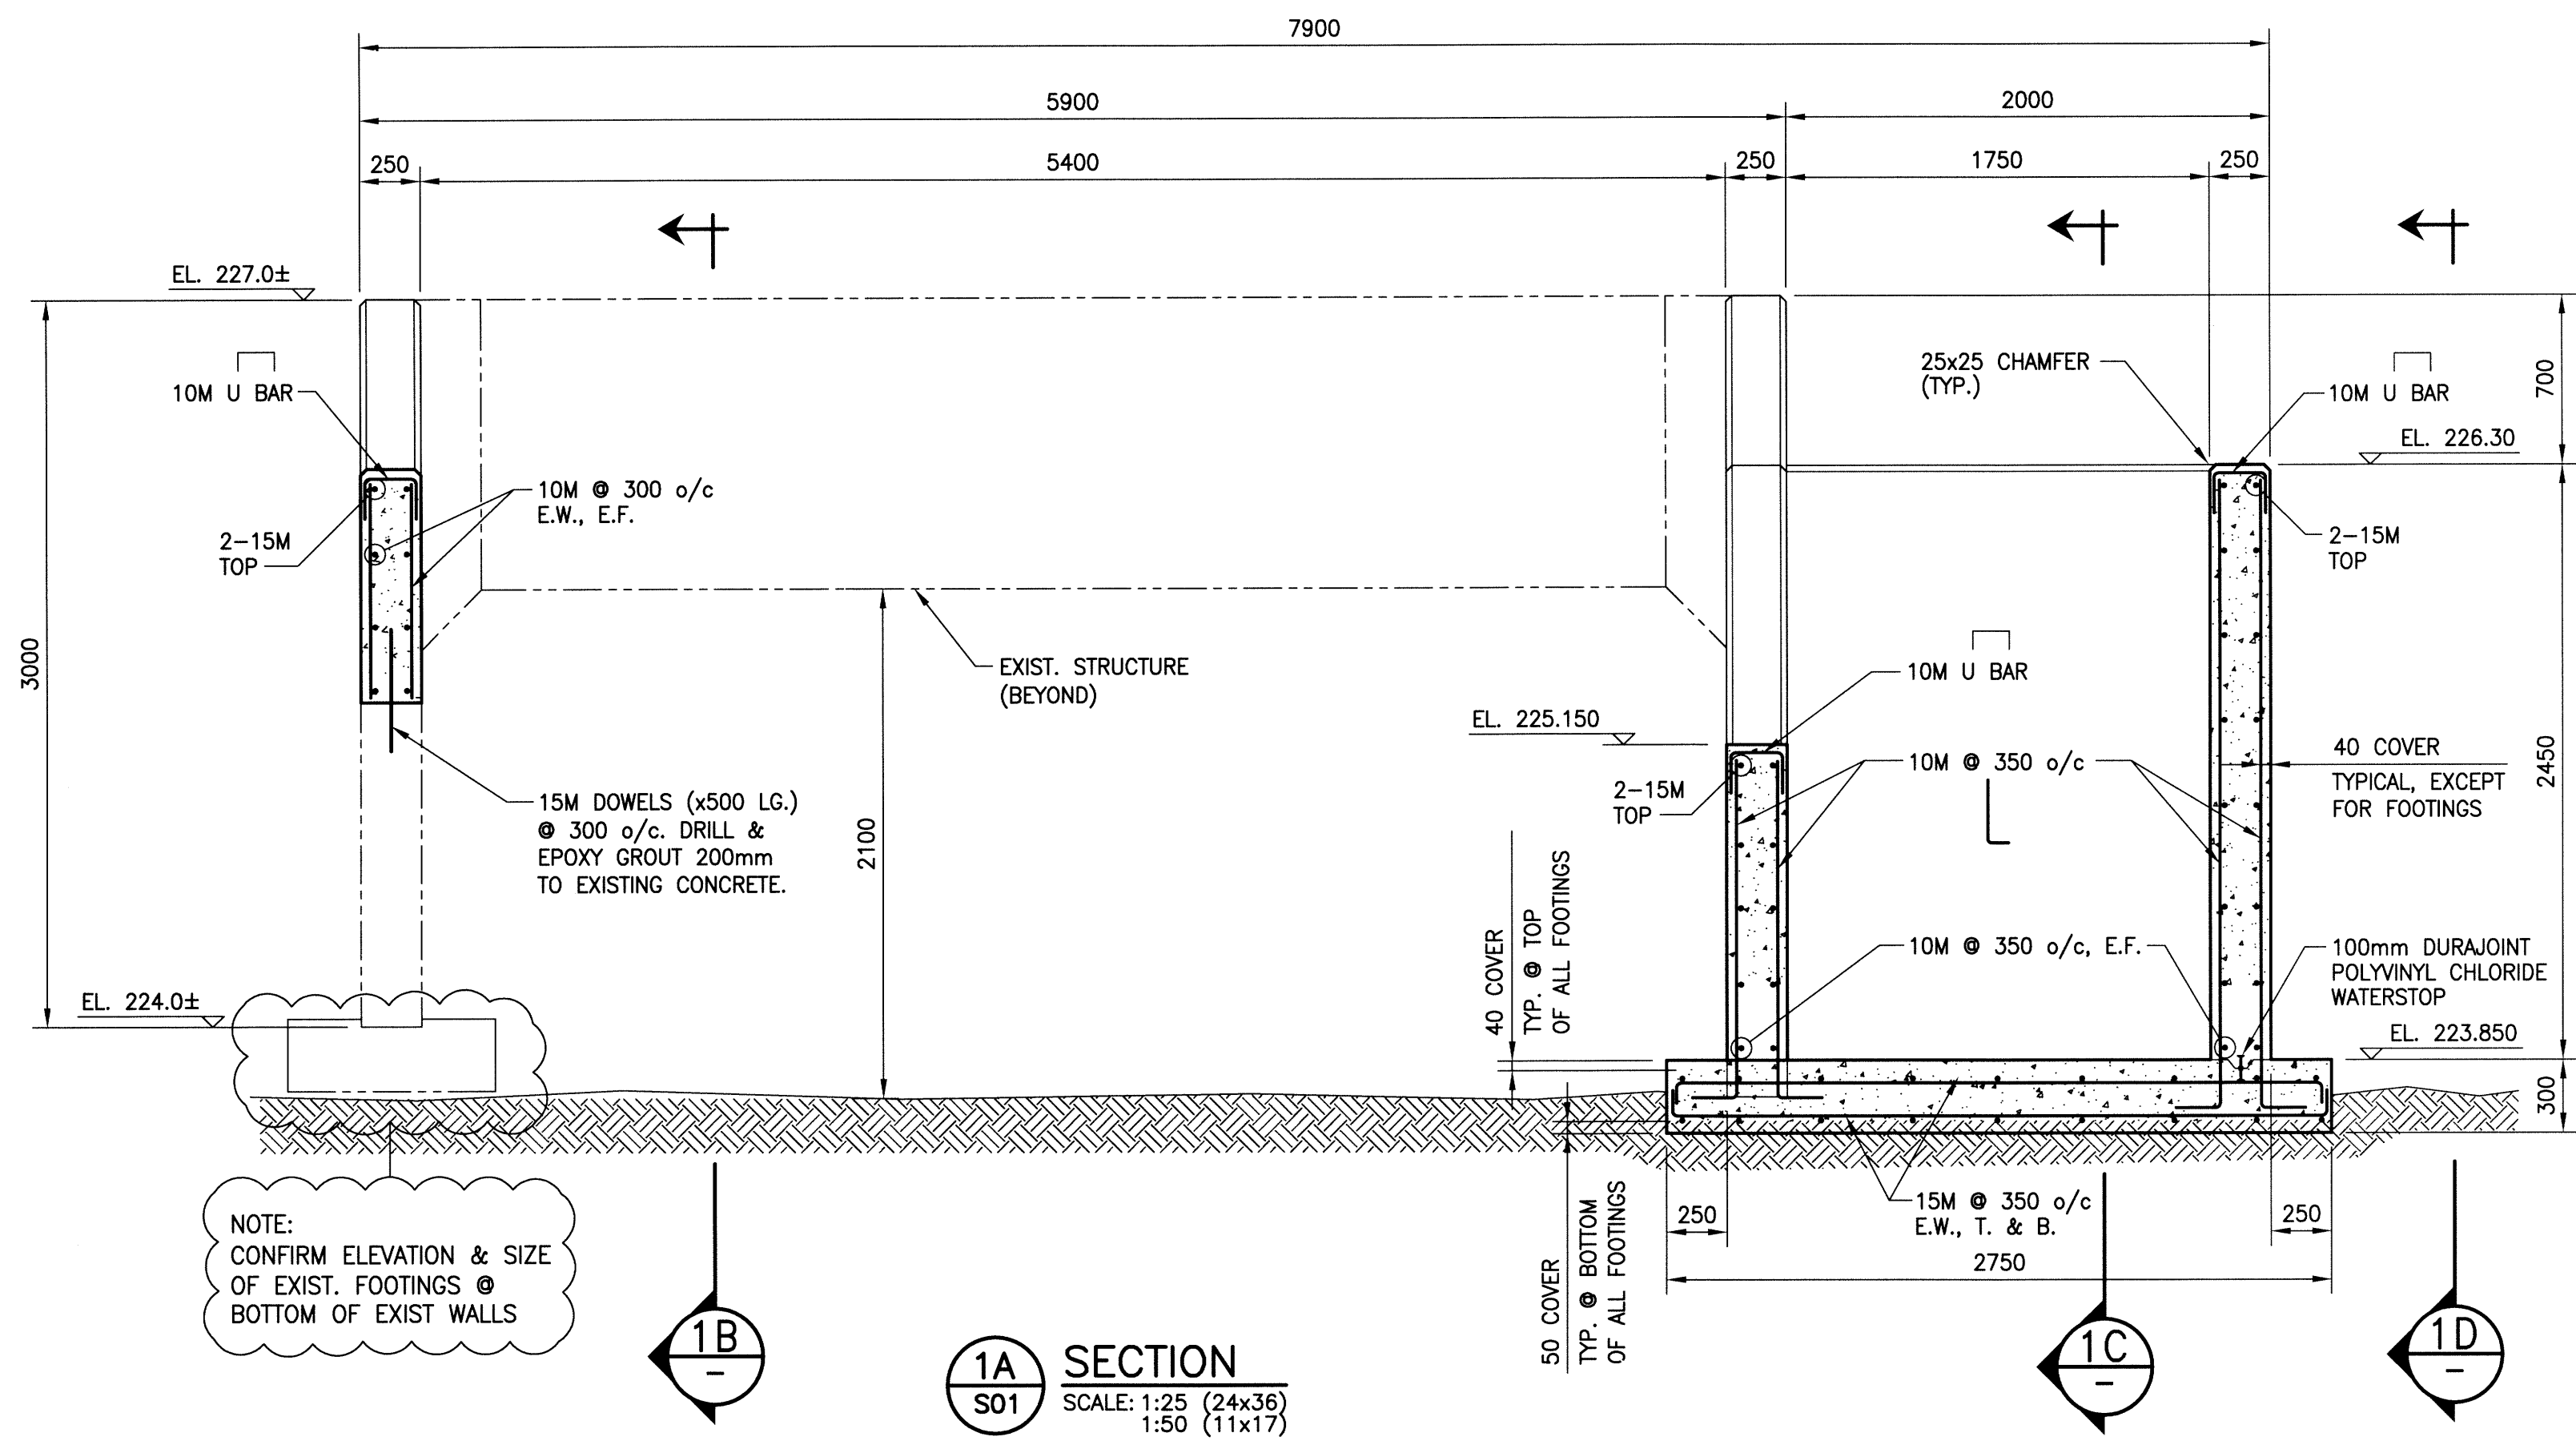 7900
5900
2000
250
5400
250
1750
250
EL. 227.0±
10M U BAR
2-15M
TOP
10M @ 300 o/c
E.W., E.F.
3000
EXIST. STRUCTURE
(BEYOND)
15M DOWELS (x500 LG.)
@ 300 o/c. DRILL &
EPOXY GROUT 200mm
TO EXISTING CONCRETE.
2100
EL. 224.0±
NOTE:
CONFIRM ELEVATION & SIZE
OF EXIST. FOOTINGS @
BOTTOM OF EXIST WALLS
25x25 CHAMFER
(TYP.)
10M U BAR
700
EL. 226.30
2-15M
TOP
10M U BAR
EL. 225.150
2-15M
TOP
10M @ 350 o/c
40 COVER
TYPICAL, EXCEPT
FOR FOOTINGS
2450
40 COVER
TYP. @ TOP
OF ALL FOOTINGS
10M @ 350 o/c, E.F.
100mm DURAJOINT
POLYVINYL CHLORIDE
WATERSTOP
EL. 223.850
300
50 COVER
TYP. @ BOTTOM
OF ALL FOOTINGS
250
15M @ 350 o/c
E.W., T. & B.
250
2750
1B
-
1A
S01
SECTION
SCALE: 1:25 (24x36)
1:50 (11x17)
1C
-
1D
-